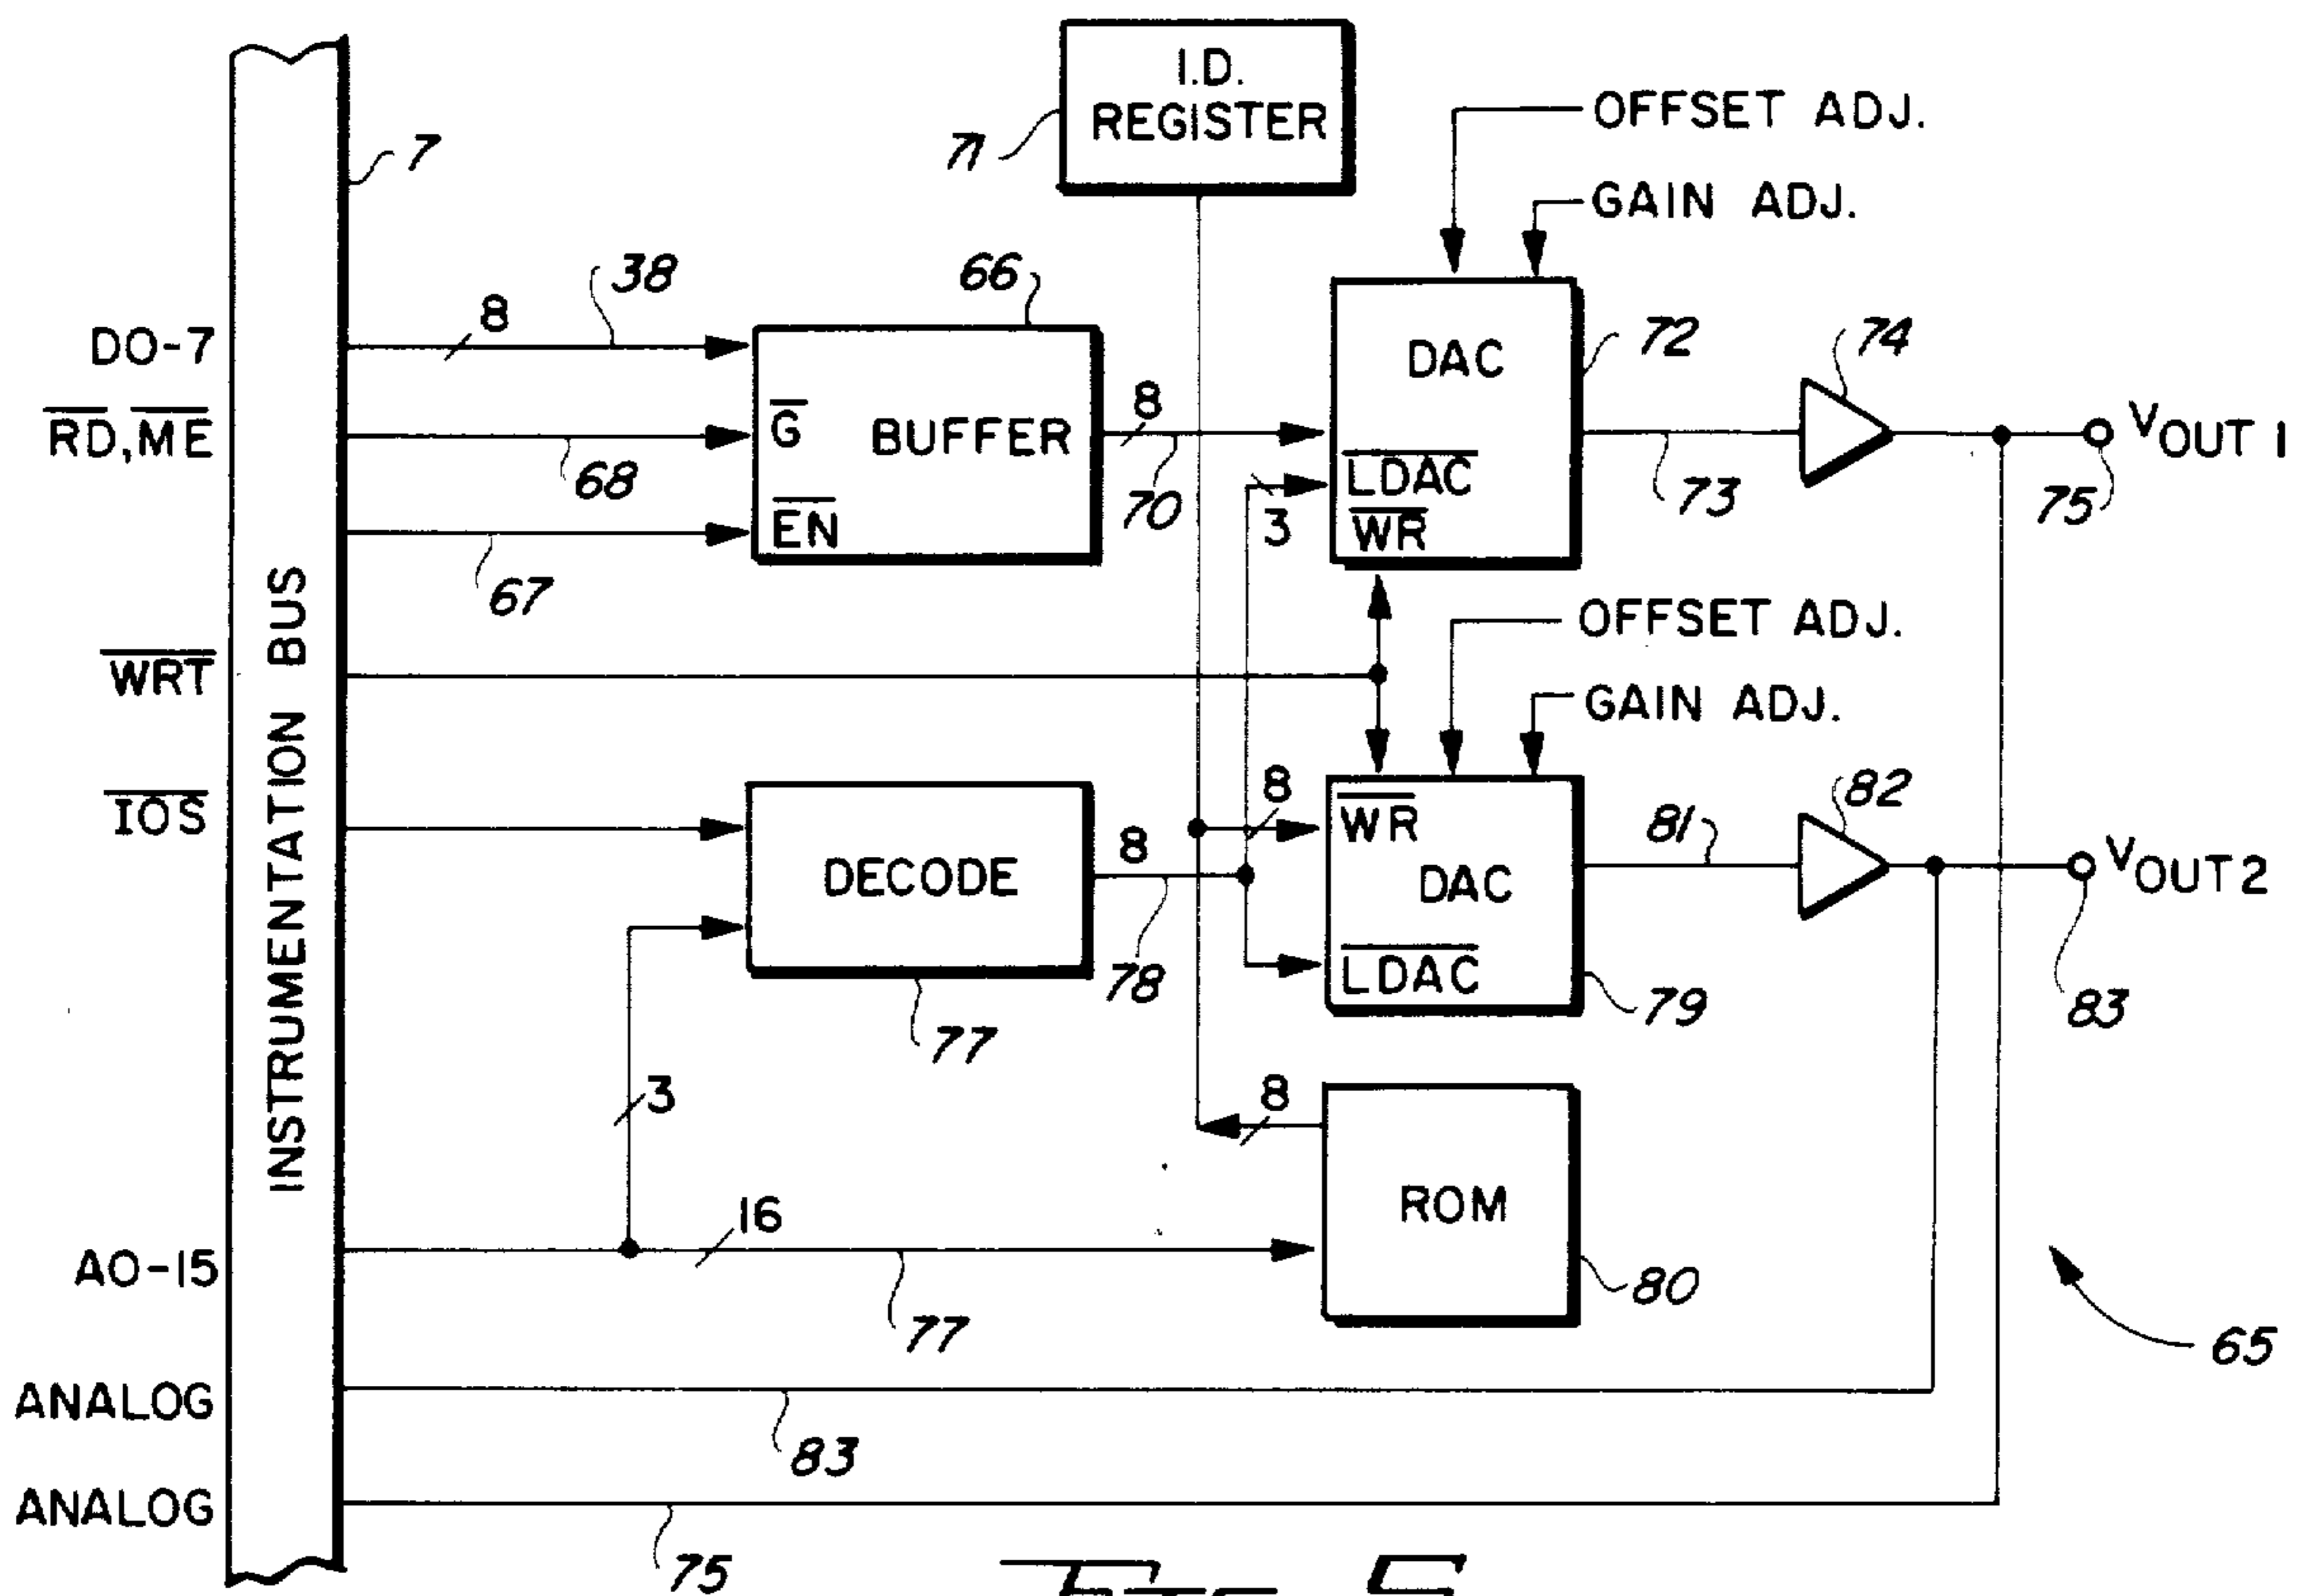 I.D.
REGISTER
71
OFFSET ADJ.
GAIN ADJ.
7
38
66
8
DO-7
DAC
72
74
RD, ME
G
BUFFER
8
70
LDAC
WR
3
73
VOUT 1
75
68
EN
67
OFFSET ADJ.
WRT
GAIN ADJ.
INSTRUMENTATION BUS
IOS
8
WR
81
82
DECODE
8
78
DAC
VOUT2
LDAC
79
83
77
3
8
16
ROM
80
AO-15
77
65
ANALOG
83
ANALOG
75